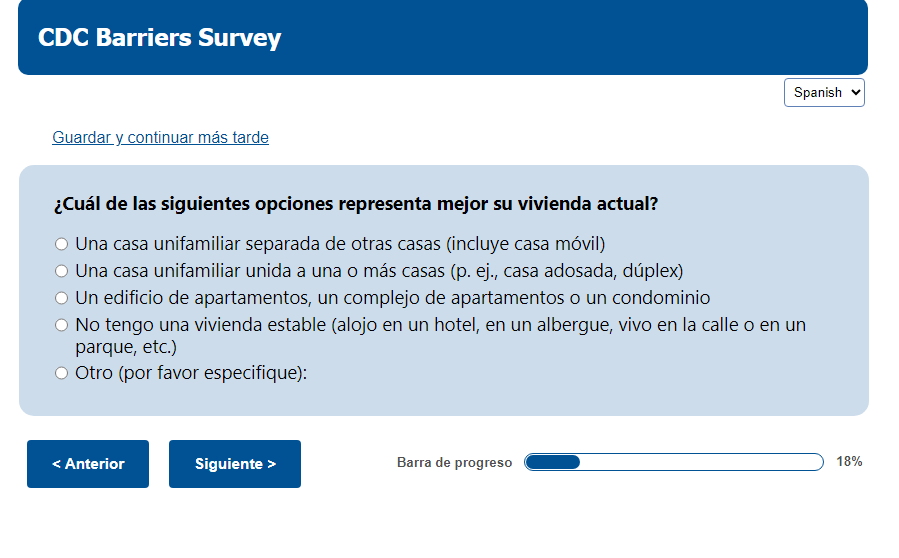 CDC Barriers Survey
Spanish
Guardar y continuar más tarde
¿Cuál de las siguientes opciones representa mejor su vivienda actual?
Una casa unifamiliar separada de otras casas (incluye casa móvil)
Una casa unifamiliar unida a una o más casas (p. ej., casa adosada, dúplex)
Un edificio de apartamentos, un complejo de apartamentos o un condominio
No tengo una vivienda estable (alojo en un hotel, en un albergue, vivo en la calle o en un
parque, etc.)
Otro (por favor especifique):
< Anterior
Siguiente >
Barra de progreso
18%